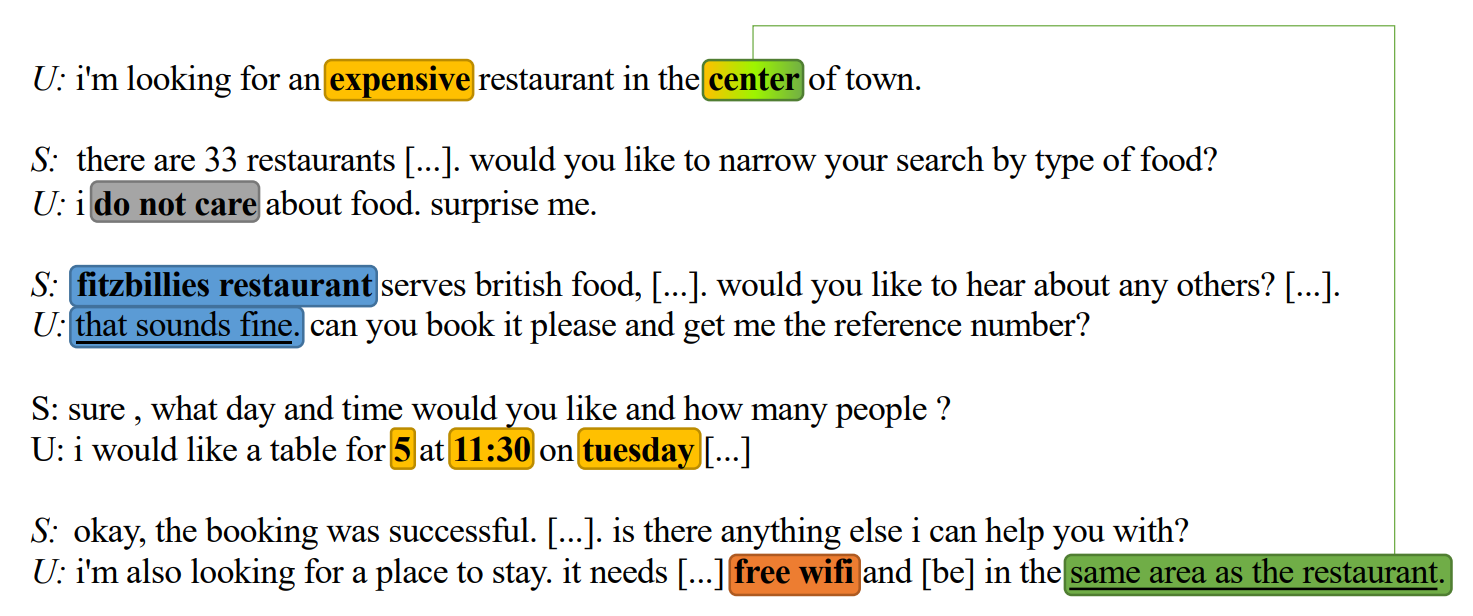 U: i'm looking for an expensive restaurant in the center of town.
S: there are 33 restaurants [...]. would you like to narrow your search by type of food?
U: i do not care about food. surprise me.
S: fitzbillies restaurant serves british food, [...]. would you like to hear about any others? [...].
U: that sounds fine. can you book it please and get me the reference number?
S: sure , what day and time would you like and how many people ?
U: i would like a table for 5 at 11:30 on tuesday [...]
S: okay, the booking was successful. [...]. is there anything else i can help you with?
U: i'm also looking for a place to stay. it needs [...] free wifi and [be] in the same area as the restaurant.